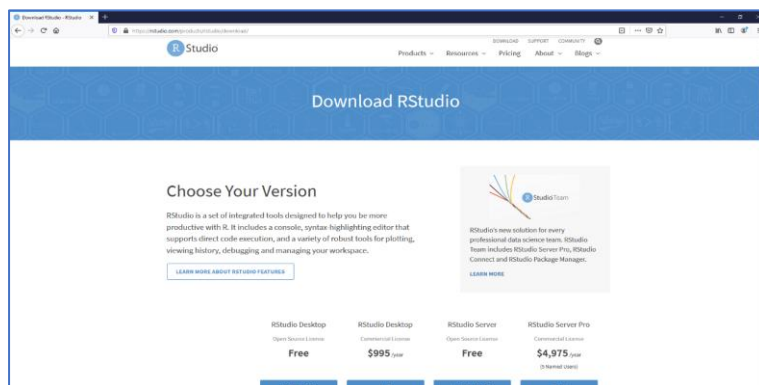 Download RStudio - RStudio
https://rstudio.com/products/rstudio/download/
DOWNLOAD SUPPORT COMMUNITY
R Studio
Products Resources Pricing About Blogs
Download RStudio
Choose Your Version
RStudio is a set of integrated tools designed to help you be more
productive with R. It includes a console, syntax-highlighting editor that
supports direct code execution, and a variety of robust tools for plotting,
viewing history, debugging and managing your workspace.
LEARN MORE ABOUT RSTUDIO FEATURES
R Studio Team
RStudio's new solution for every
professional data science team. RStudio
Team includes RStudio Server Pro, RStudio
Connect and RStudio Package Manager.
LEARN MORE
RStudio Desktop
Open Source License
Free
RStudio Desktop
Commercial License
$995 /year
RStudio Server
Open Source License
Free
RStudio Server Pro
Commercial License
$4,975 /year
(5 Named Users)